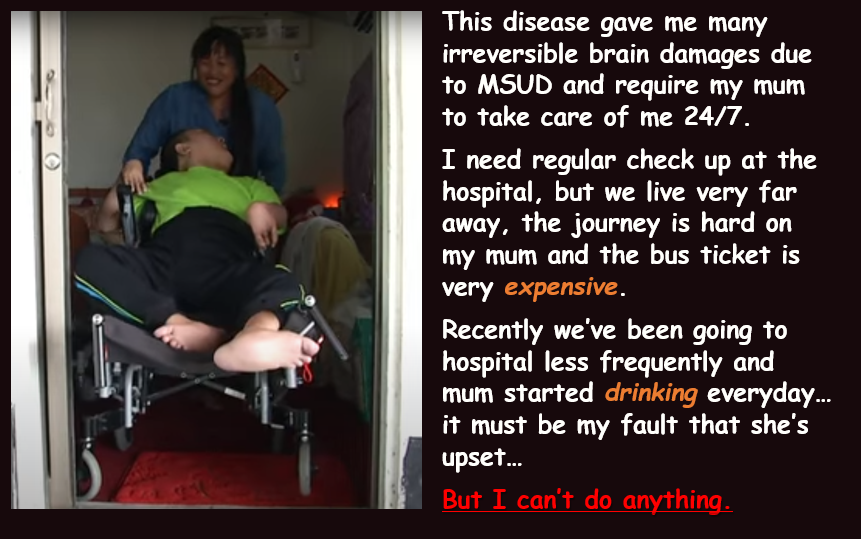 This disease gave me many
irreversible brain damages due
to MSUD and require my mum
to take care of me 24/7.
I need regular check up at the
hospital, but we live very far
away, the journey is hard on
my mum and the bus ticket is
very expensive.
Recently we've been going to
hospital less frequently and
mum started drinking everyday...
it must be my fault that she's
upset...
But I can't do anything.